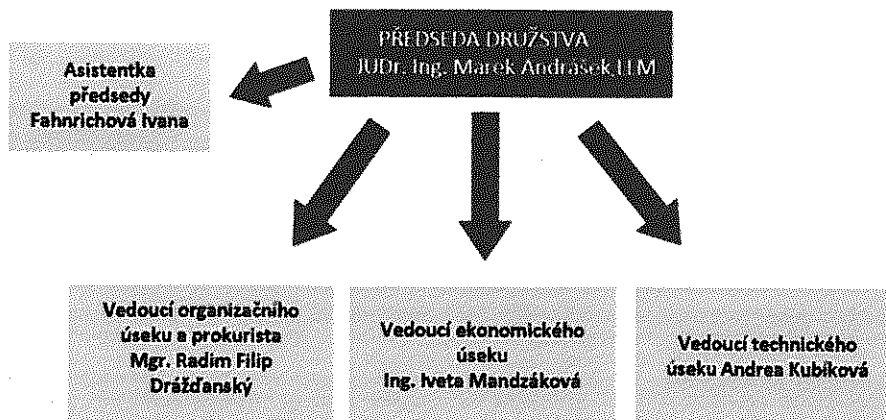 PŘEDSEDA DRUŽSTVA
JUDr. Ing. Marek Andrašek,LLM
Asistentka
předsedy
Fahnrichová Ivana
Vedoucí organizačního
úseku a prokurista
Mgr. Radim Filip
Drážďanský
Vedoucí ekonomického
úseku
Ing. Iveta Mandzáková
Vedoucí technického
úseku Andrea Kubíková